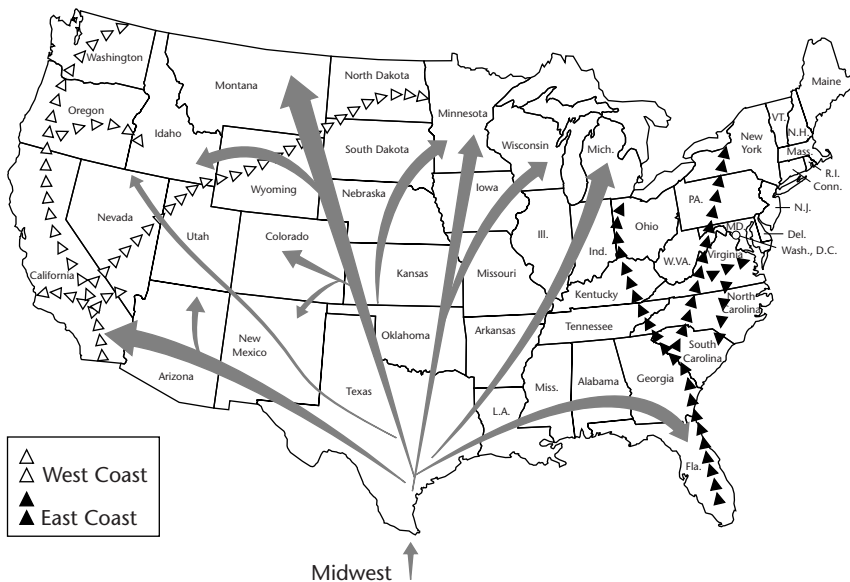 Washington
Montana
North Dakota
Minnesota
Maine
Oregon
Idaho
Wisconsin
Mich.
VT.
N.H.
New
York
Mass.
R.I.
Conn.
South Dakota
Wyoming
Nebraska
Iowa
PA.
N.J.
Nevada
Utah
Colorado
Ill.
Ind.
Ohio
MD.
Del.
Wash., D.C.
W.VA.
Virginia
California
Kansas
Missouri
Kentucky
North
Carolina
Tennessee
Arizona
New
Mexico
Oklahoma
Arkansas
South
Carolina
Texas
L.A.
Miss.
Alabama
Georgia
Fla.
West Coast
East Coast
Midwest